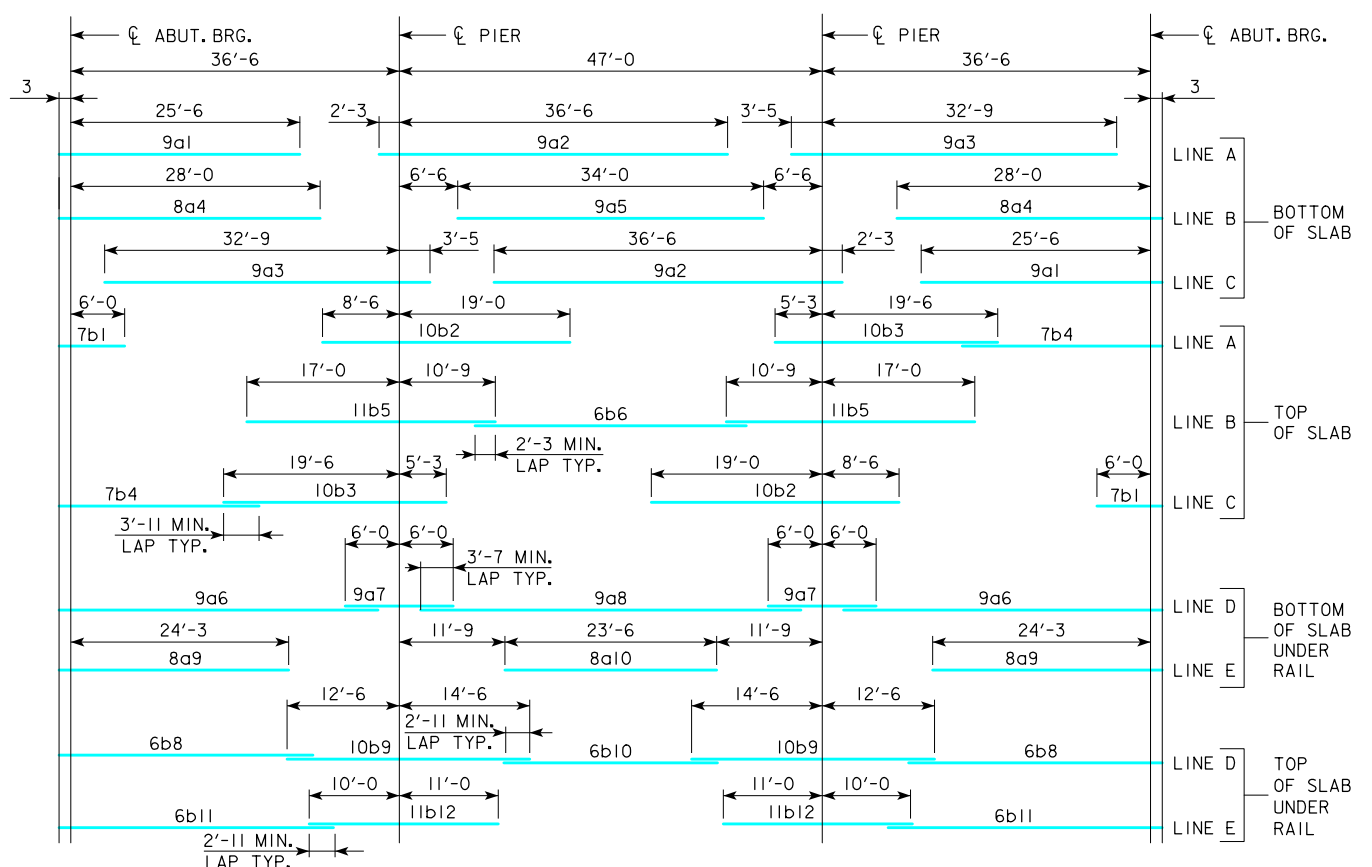 ℄ ABUT. BRG. ℄ PIER ℄ PIER ℄ ABUT. BRG.
36'-6 47'-0 36'-6
3 3
25'-6 2'-3 36'-6 3'-5 32'-9
9a1 9a2 9a3 LINE A
28'-0 6'-6 34'-0 6'-6 28'-0
8a4 9a5 8a4 LINE B
BOTTOM
OF SLAB
32'-9 3'-5 36'-6 2'-3 25'-6
9a3 9a2 9a1 LINE C
6'-0 8'-6 19'-0 5'-3 19'-6
7b1 10b2 10b3 7b4 LINE A
17'-0 10'-9 10'-9 17'-0
11b5 6b6 11b5 LINE B
TOP
OF SLAB
2'-3 MIN.
LAP TYP.
19'-6 5'-3 19'-0 8'-6 6'-0
7b4 10b3 10b2 7b1 LINE C
3'-11 MIN.
LAP TYP.
6'-0 6'-0 6'-0 6'-0
3'-7 MIN.
LAP TYP.
9a6 9a7 9a8 9a7 9a6 LINE D
BOTTOM
OF SLAB
UNDER
RAIL
24'-3 11'-9 23'-6 11'-9 24'-3
8a9 8a10 8a9 LINE E
12'-6 14'-6 14'-6 12'-6
2'-11 MIN.
LAP TYP.
6b8 10b9 6b10 10b9 6b8 LINE D
TOP
OF SLAB
UNDER
RAIL
10'-0 11'-0 11'-0 10'-0
6b11 11b12 11b12 6b11 LINE E
2'-11 MIN.
LAP TYP.